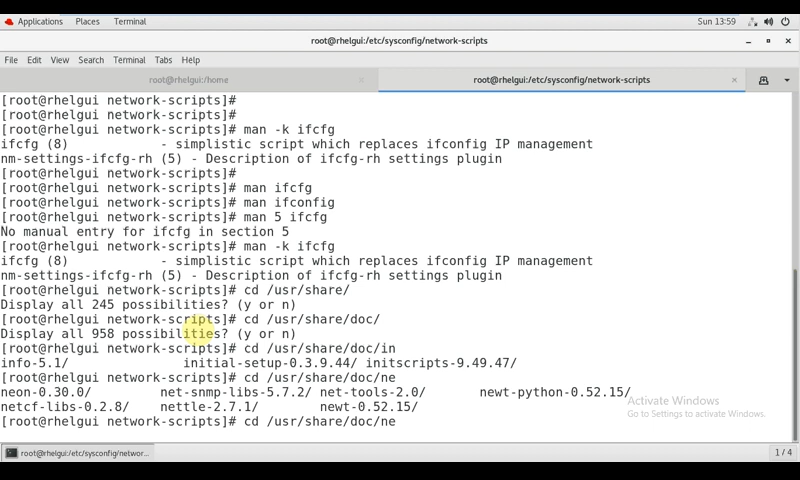 Applications Places Terminal Sun 13:59
root@rhelgui:/etc/sysconfig/network-scripts
File Edit View Search Terminal Tabs Help
root@rhelgui:/home root@rhelgui:/etc/sysconfig/network-scripts
[root@rhelgui network-scripts]#
[root@rhelgui network-scripts]#
[root@rhelgui network-scripts]# man -k ifcfg
ifcfg (8) - simplistic script which replaces ifconfig IP management
nm-settings-ifcfg-rh (5) - Description of ifcfg-rh settings plugin
[root@rhelgui network-scripts]#
[root@rhelgui network-scripts]# man ifcfg
[root@rhelgui network-scripts]# man ifconfig
[root@rhelgui network-scripts]# man 5 ifcfg
No manual entry for ifcfg in section 5
[root@rhelgui network-scripts]# man -k ifcfg
ifcfg (8) - simplistic script which replaces ifconfig IP management
nm-settings-ifcfg-rh (5) - Description of ifcfg-rh settings plugin
[root@rhelgui network-scripts]# cd /usr/share/
Display all 245 possibilities? (y or n)
[root@rhelgui network-scripts]# cd /usr/share/doc/
Display all 958 possibilities? (y or n)
[root@rhelgui network-scripts]# cd /usr/share/doc/in
info-5.1/ initial-setup-0.3.9.44/ initscripts-9.49.47/
[root@rhelgui network-scripts]# cd /usr/share/doc/ne
neon-0.30.0/ net-snmp-libs-5.7.2/ net-tools-2.0/ newt-python-0.52.15/
netcf-libs-0.2.8/ nettle-2.7.1/ newt-0.52.15/
[root@rhelgui network-scripts]# cd /usr/share/doc/ne
Activate Windows
Go to Settings to activate Windows.
root@rhelgui:/etc/sysconfig/networ... 1 / 4